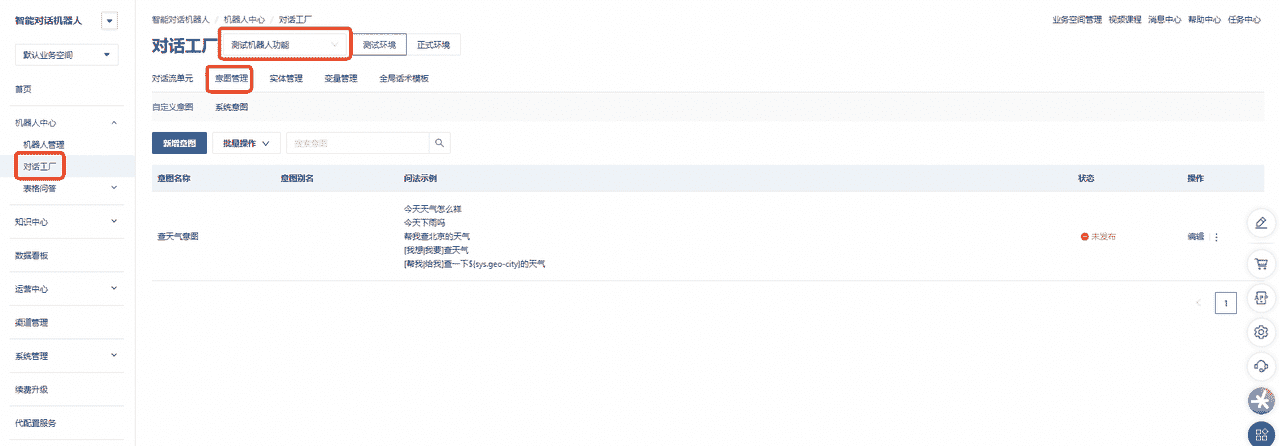 智能对话机器人
默认业务空间
首页
机器人中心
机器人管理
对话工厂
表格问答
知识中心
数据看板
运营中心
渠道管理
系统管理
续费升级
代配置服务
智能对话机器人 / 机器人中心 / 对话工厂
业务空间管理 视频课程 消息中心 帮助中心 任务中心
对话工厂 测试机器人功能 测试环境 正式环境
对话流单元 意图管理 实体管理 变量管理 全局话术模板
自定义意图 系统意图
新增意图 批量操作 搜索意图
意图名称 意图别名 问法示例 状态 操作
查天气意图
今天天气怎么样
今天下雨吗
帮我查北京的天气
[我想|我要]查天气
[帮我|给我]查一下${sys.geo-city}的天气
未发布 编辑
1